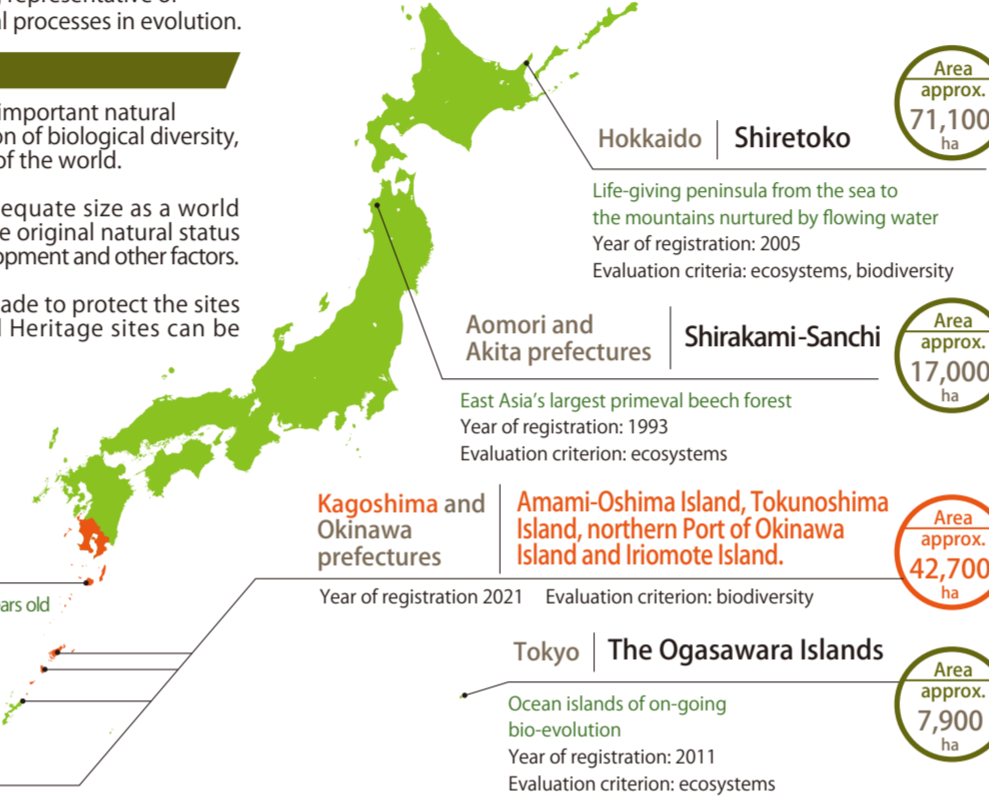 l processes in evolution.
important natural
on of biological diversity,
of the world.
equate size as a world
e original natural status
opment and other factors.
ade to protect the sites
l Heritage sites can be
Hokkaido
Shiretoko
Area
approx.
71,100
ha
Life-giving peninsula from the sea to
the mountains nurtured by flowing water
Year of registration: 2005
Evaluation criteria: ecosystems, biodiversity
Aomori and
Akita prefectures
Shirakami-Sanchi
Area
approx.
17,000
ha
East Asia's largest primeval beech forest
Year of registration: 1993
Evaluation criterion: ecosystems
Kagoshima and
Okinawa
prefectures
Amami-Oshima Island, Tokunoshima
Island, northern Port of Okinawa
Island and Iriomote Island.
Area
approx.
42,700
ha
Year of registration 2021 Evaluation criterion: biodiversity
ars old
Tokyo
The Ogasawara Islands
Area
approx.
7,900
ha
Ocean islands of on-going
bio-evolution
Year of registration: 2011
Evaluation criterion: ecosystems